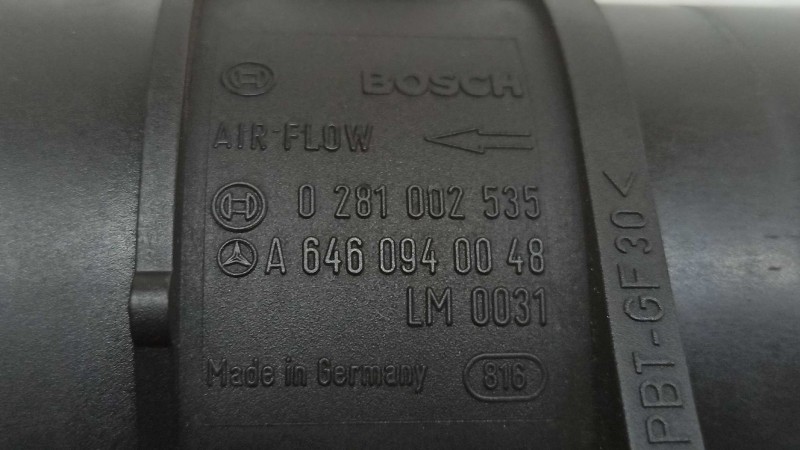 BOSCH
AIR-FLOW
0 281 002 535
A 646 094 00 48
LM 0031
Made in Germany 816
PBT-GF30<